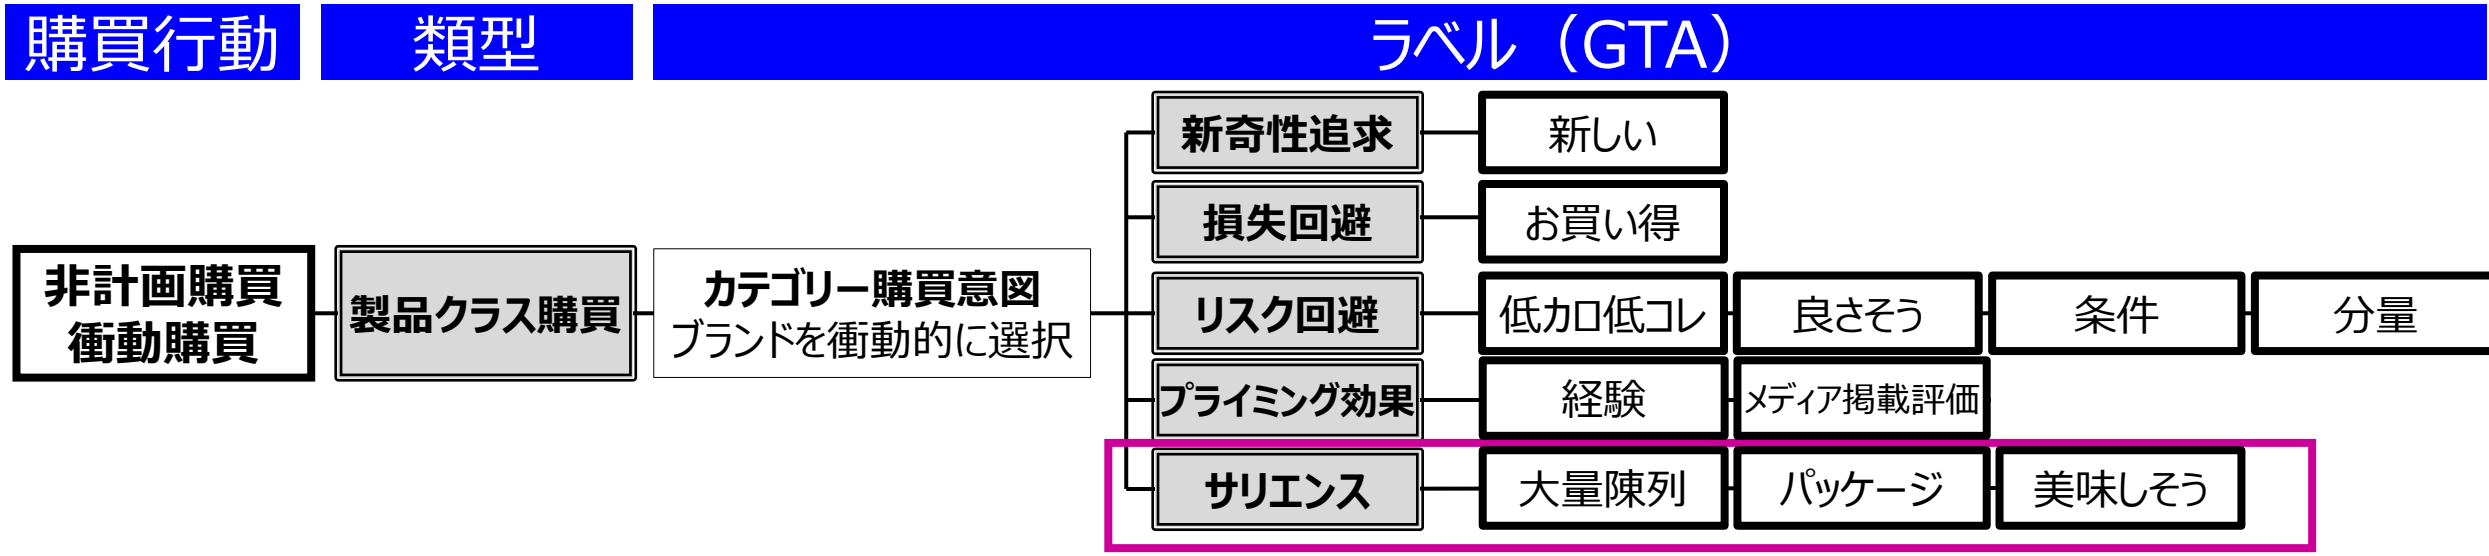 購買行動
類型
ラベル（GTA）
新奇性追求
新しい
損失回避
お買い得
非計画購買
衝動購買
製品クラス購買
カテゴリー購買意図
ブランドを衝動的に選択
リスク回避
低カロ低コレ
良さそう
条件
分量
プライミング効果
経験
メディア掲載評価
サリエンス
大量陳列
パッケージ
美味しそう